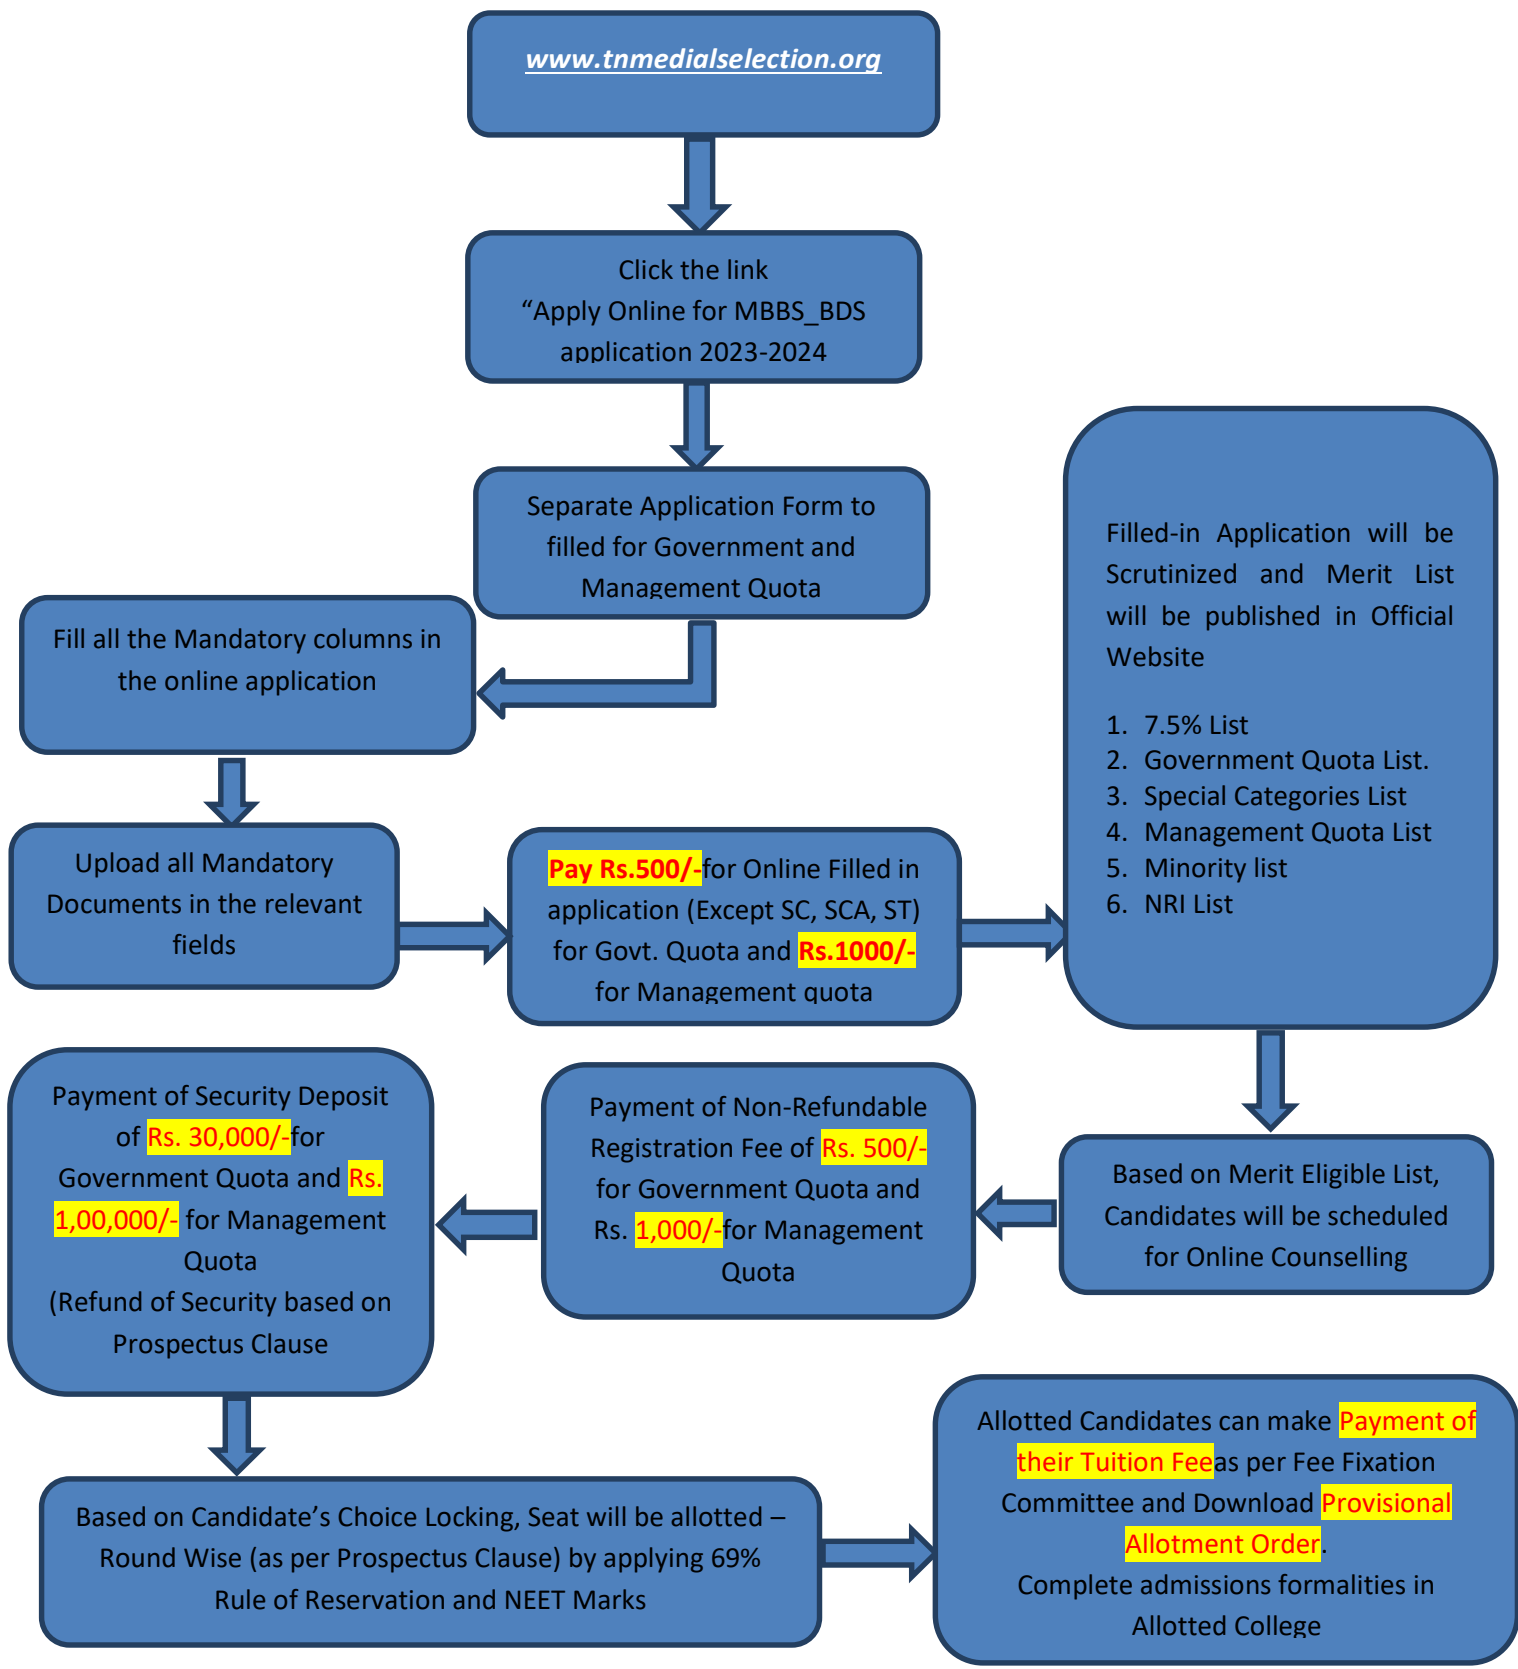 www.tnmedialselection.org
Click the link
“Apply Online for MBBS_BDS
application 2023-2024
Separate Application Form to
filled for Government and
Management Quota
Fill all the Mandatory columns in
the online application
Upload all Mandatory
Documents in the relevant
fields
Pay Rs.500/-for Online Filled in
application (Except SC, SCA, ST)
for Govt. Quota and Rs.1000/-
for Management quota
Filled-in Application will be
Scrutinized and Merit List
will be published in Official
Website
1. 7.5% List
2. Government Quota List.
3. Special Categories List
4. Management Quota List
5. Minority list
6. NRI List
Based on Merit Eligible List,
Candidates will be scheduled
for Online Counselling
Payment of Non-Refundable
Registration Fee of Rs. 500/-
for Government Quota and
Rs. 1,000/-for Management
Quota
Payment of Security Deposit
of Rs. 30,000/-for
Government Quota and Rs.
1,00,000/- for Management
Quota
(Refund of Security based on
Prospectus Clause
Based on Candidate’s Choice Locking, Seat will be allotted –
Round Wise (as per Prospectus Clause) by applying 69%
Rule of Reservation and NEET Marks
Allotted Candidates can make Payment of
their Tuition Feeas per Fee Fixation
Committee and Download Provisional
Allotment Order.
Complete admissions formalities in
Allotted College